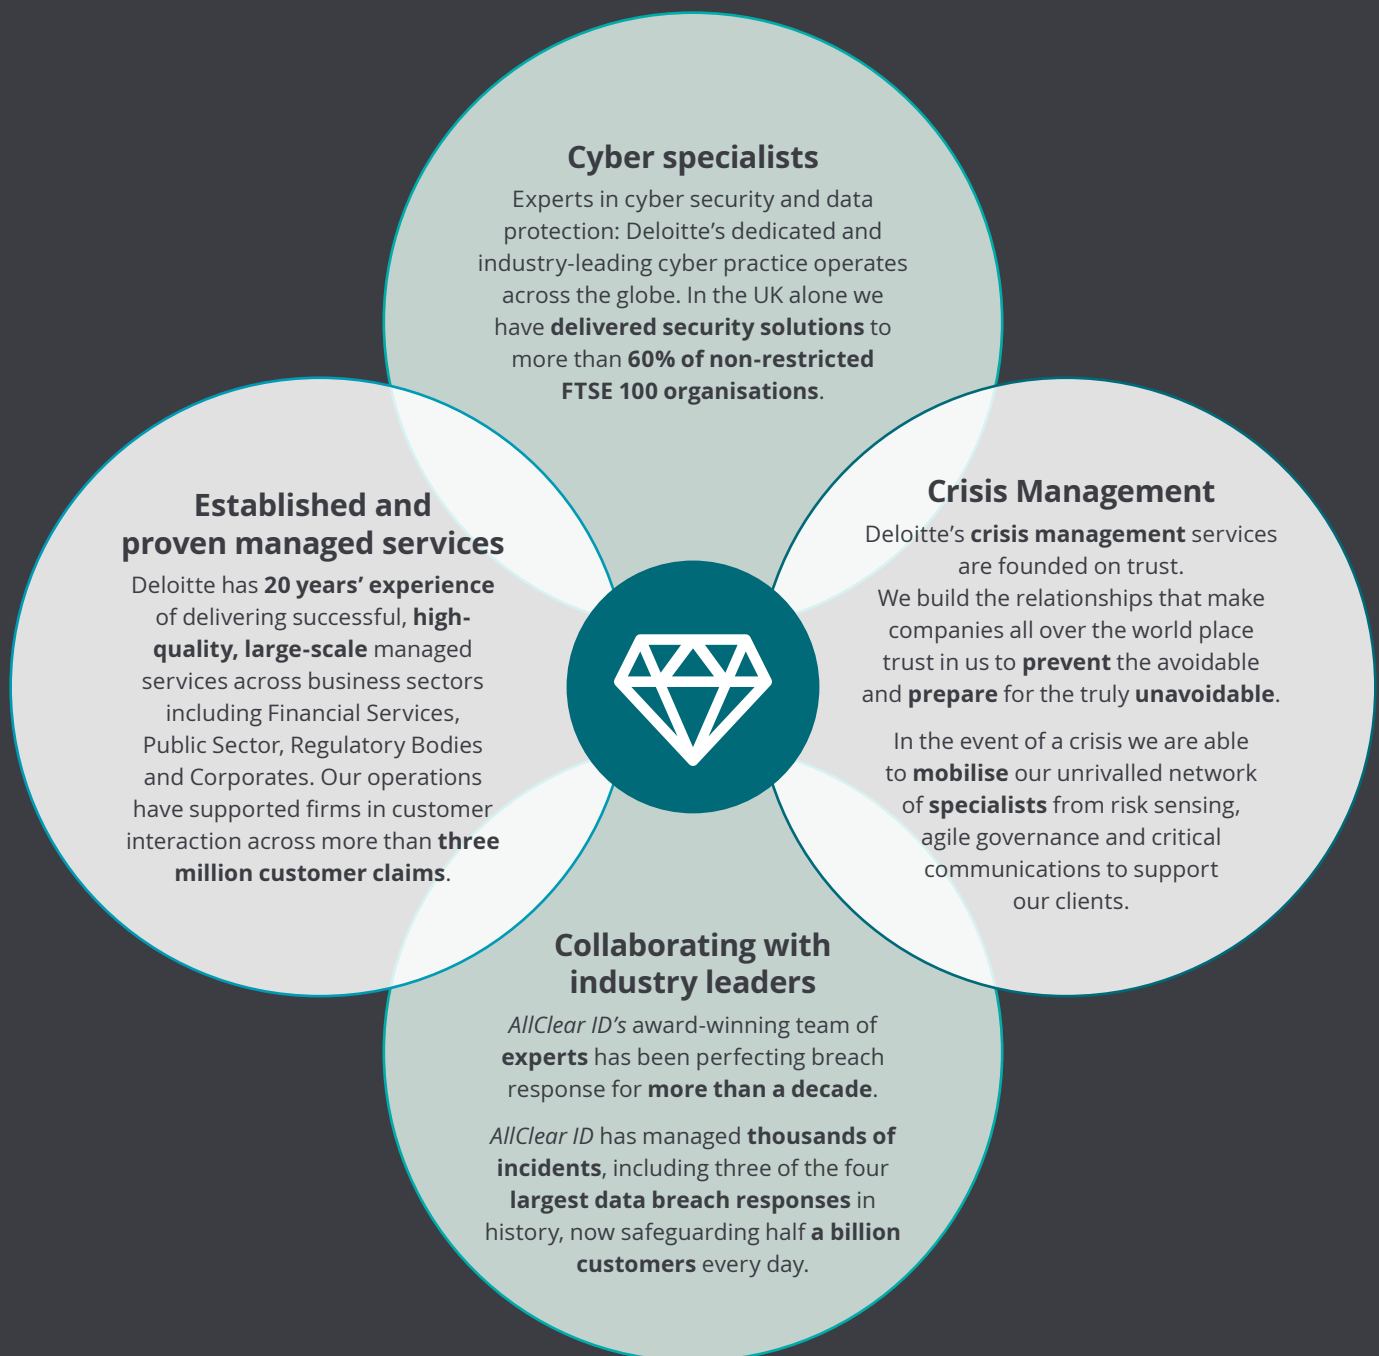 Cyber specialists
Experts in cyber security and data
protection: Deloitte’s dedicated and
industry-leading cyber practice operates
across the globe. In the UK alone we
have delivered security solutions to
more than 60% of non-restricted
FTSE 100 organisations.
Established and
proven managed services
Deloitte has 20 years’ experience
of delivering successful, high-
quality, large-scale managed
services across business sectors
including Financial Services,
Public Sector, Regulatory Bodies
and Corporates. Our operations
have supported firms in customer
interaction across more than three
million customer claims.
Crisis Management
Deloitte’s crisis management services
are founded on trust.
We build the relationships that make
companies all over the world place
trust in us to prevent the avoidable
and prepare for the truly unavoidable.
In the event of a crisis we are able
to mobilise our unrivalled network
of specialists from risk sensing,
agile governance and critical
communications to support
our clients.
Collaborating with
industry leaders
AllClear ID’s award-winning team of
experts has been perfecting breach
response for more than a decade.
AllClear ID has managed thousands of
incidents, including three of the four
largest data breach responses in
history, now safeguarding half a billion
customers every day.